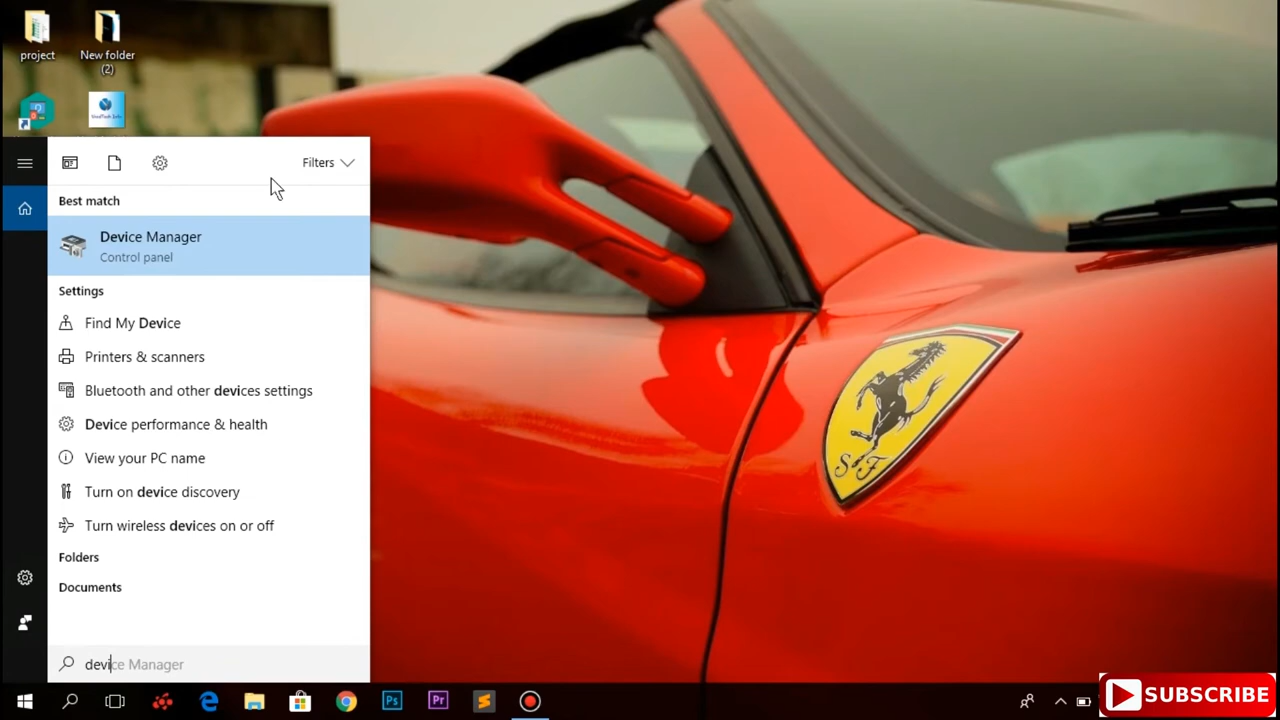 project
New folder
(2)
Filters
Best match
Device Manager
Control panel
Settings
Find My Device
Printers & scanners
Bluetooth and other devices settings
Device performance & health
View your PC name
Turn on device discovery
Turn wireless devices on or off
Folders
Documents
device Manager
Ps
Pr
SUBSCRIBE
S F